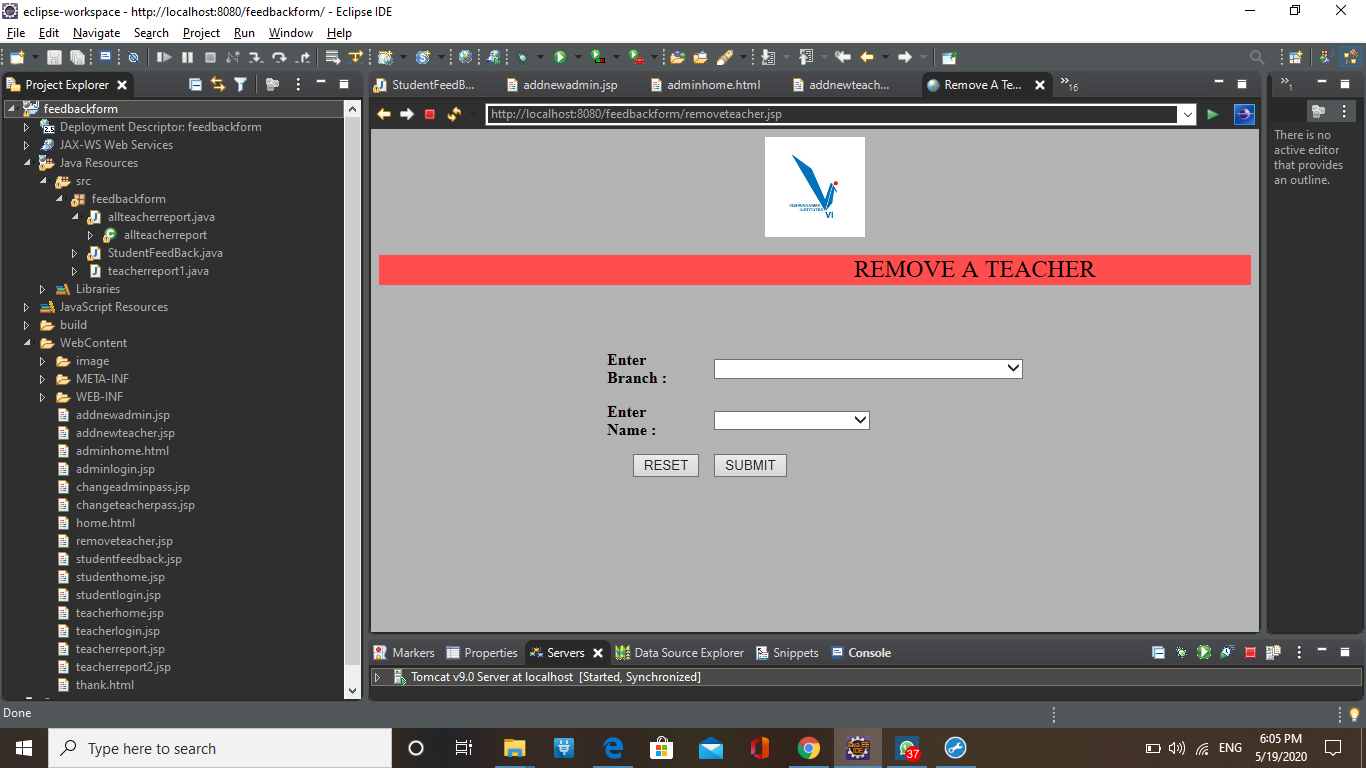 eclipse-workspace - http://localhost:8080/feedbackform/ - Eclipse IDE
File Edit Navigate Search Project Run Window Help
Project Explorer
feedbackform
Deployment Descriptor: feedbackform
2.5
JAX-WS Web Services
Java Resources
src
feedbackform
allteacherreport.java
allteacherreport
StudentFeedBack.java
teacherreport1.java
Libraries
JavaScript Resources
build
WebContent
image
META-INF
WEB-INF
addnewadmin.jsp
addnewteacher.jsp
adminhome.html
adminlogin.jsp
changeadminpass.jsp
changeteacherpass.jsp
home.html
removeteacher.jsp
studentfeedback.jsp
studenthome.jsp
studentlogin.jsp
teacherhome.jsp
teacherlogin.jsp
teacherreport.jsp
teacherreport2.jsp
thank.html
StudentFeedB... addnewadmin.jsp adminhome.html addnewteach... Remove A Te... »16
http://localhost:8080/feedbackform/removeteacher.jsp
VISHWAKARMA
INSTITUTES
VI
REMOVE A TEACHER
Enter
Branch :
Enter
Name :
RESET SUBMIT
»1
There is no
active editor
that provides
an outline.
Markers Properties Servers Data Source Explorer Snippets Console
Tomcat v9.0 Server at localhost [Started, Synchronized]
Done
Type here to search
37
ENG
6:05 PM
5/19/2020